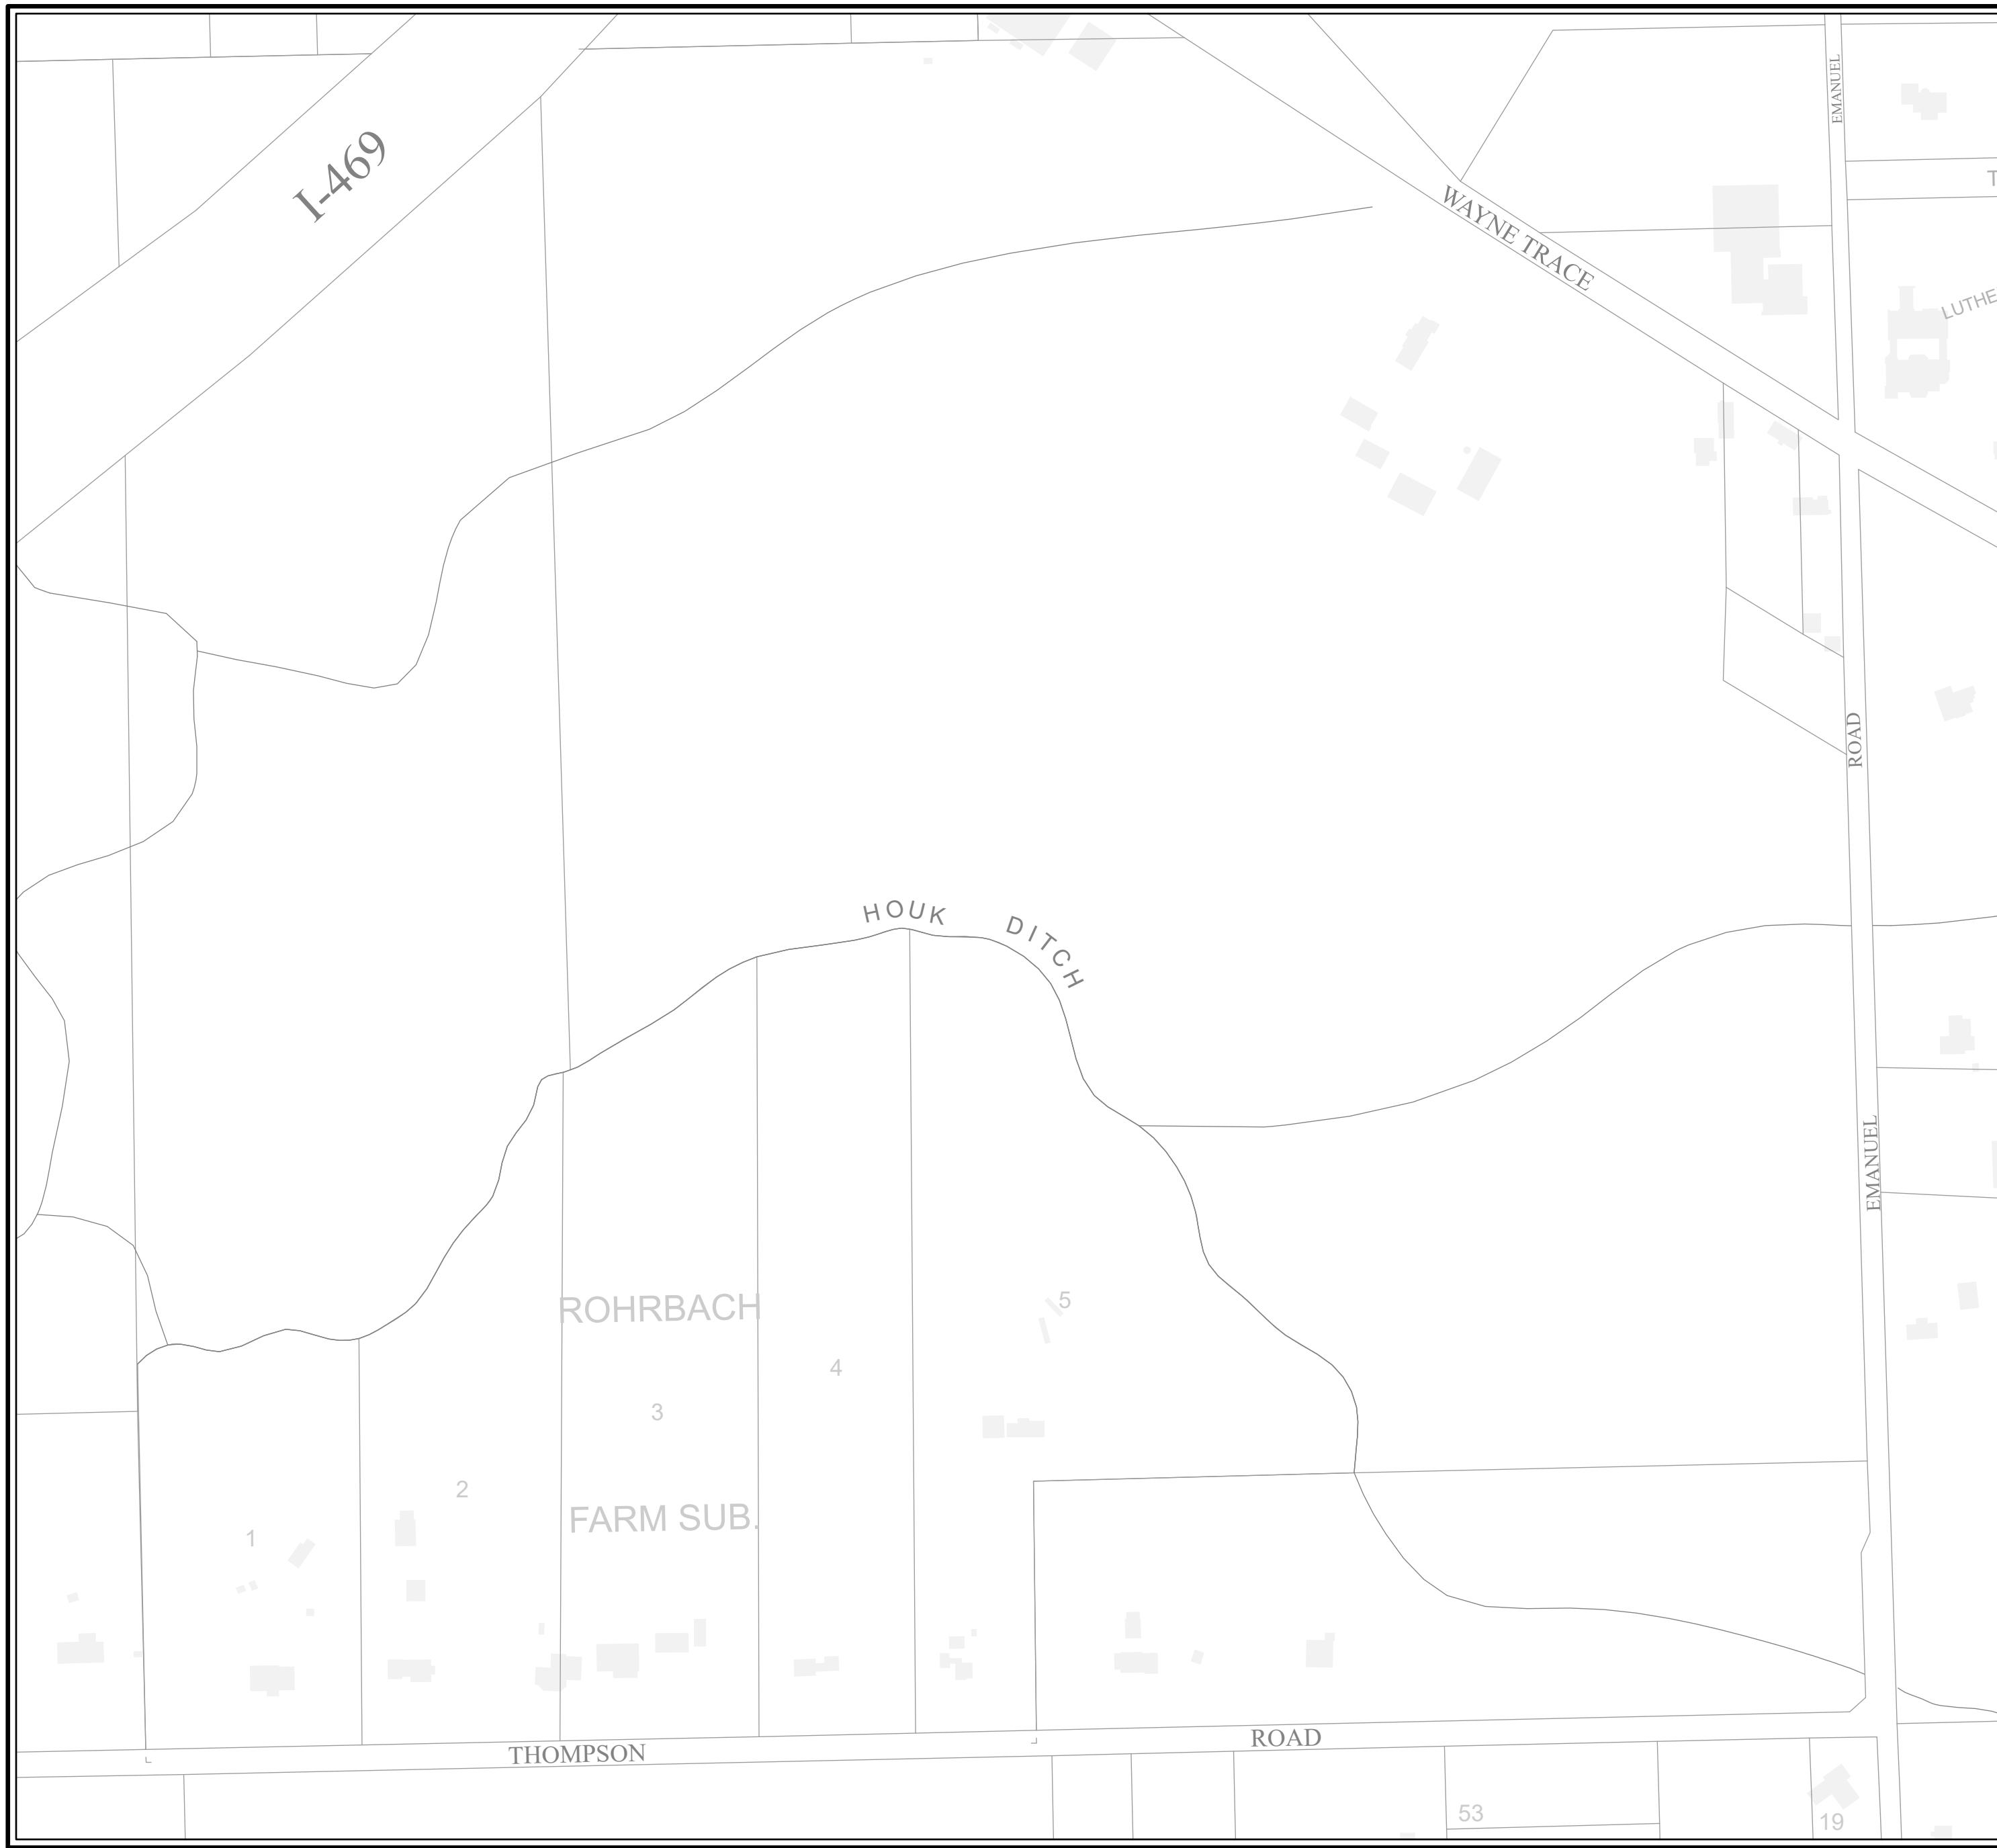 EMANUEL
I-469
T
WAYNE TRACE
LUTHE
ROAD
HOUK DITCH
EMANUEL
ROHRBACH
5
4
3
2
FARM SUB.
1
THOMPSON
ROAD
53
19